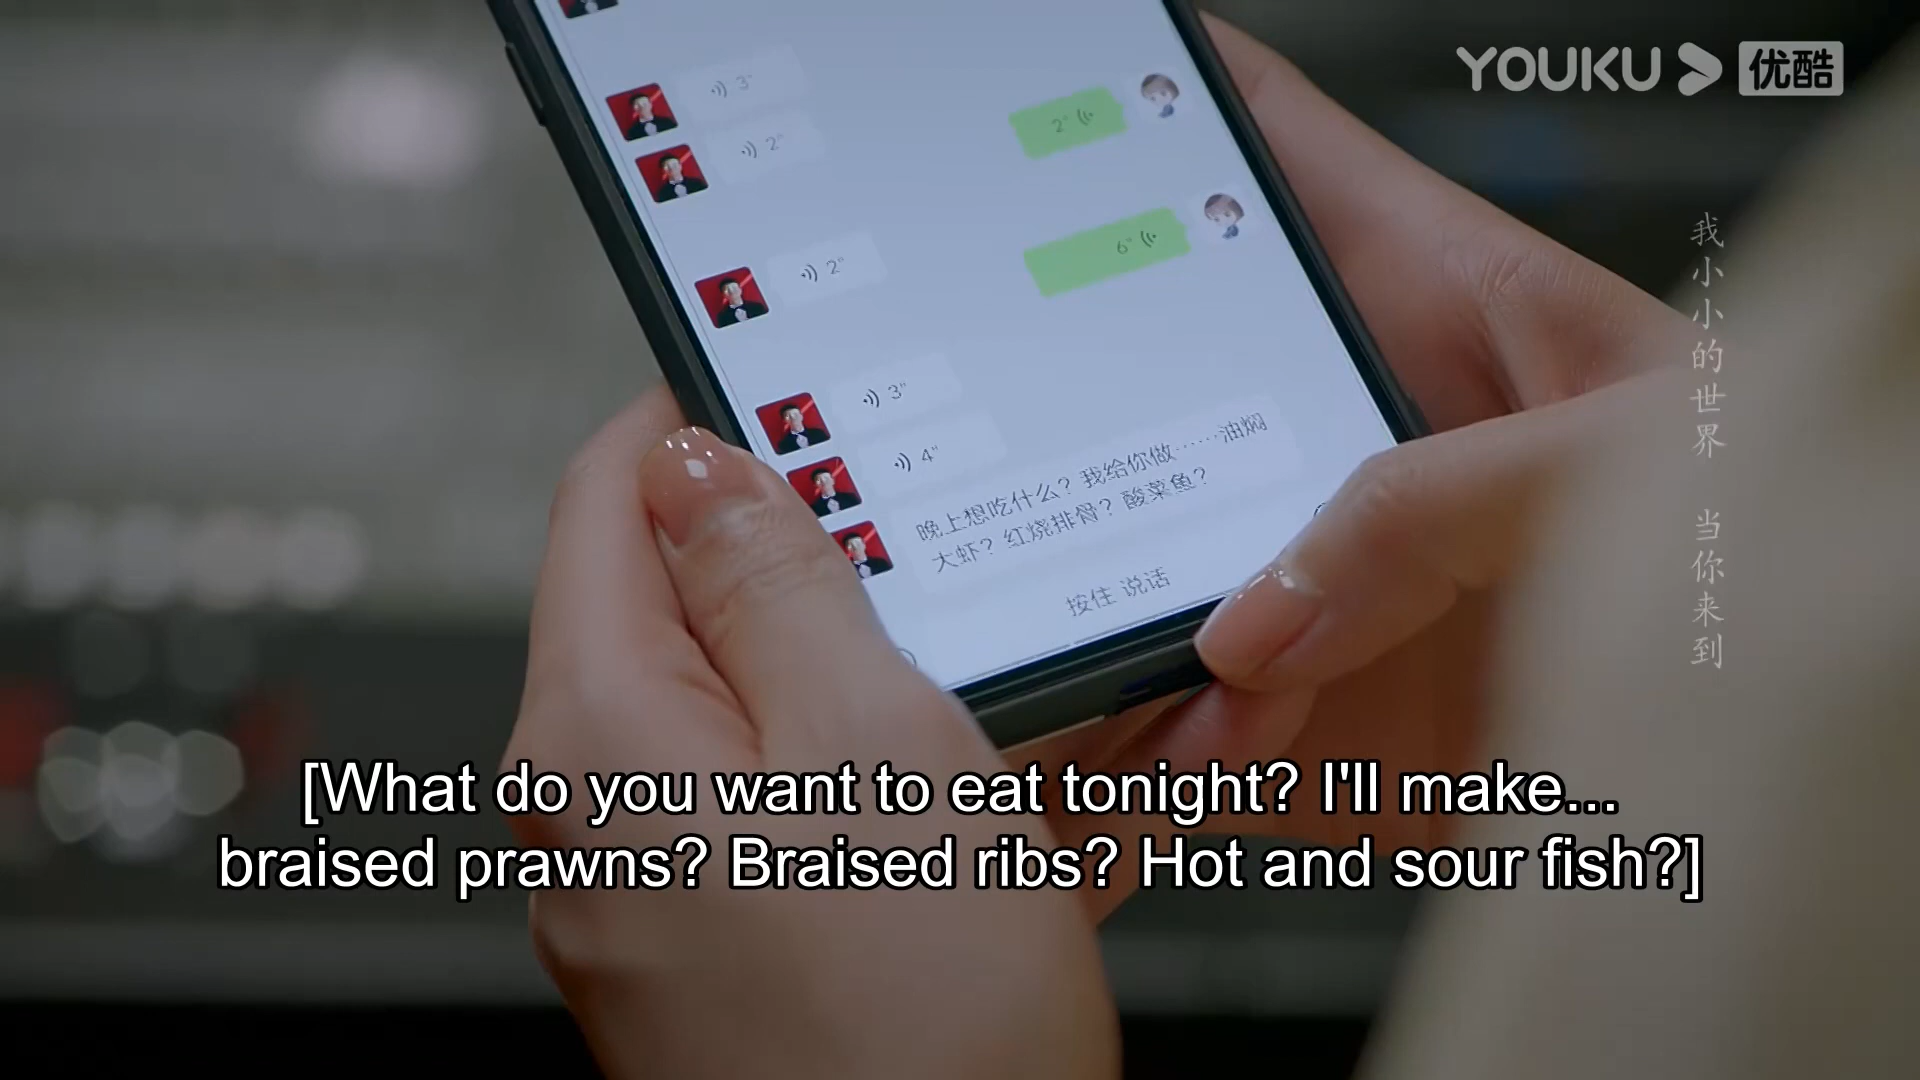 YOUKU 优酷
3"
2"
2"
2"
6"
3"
4"
晚上想吃什么？我给你做……油焖
大虾？红烧排骨？酸菜鱼？
按住 说话
我小小的世界 当你来到
[What do you want to eat tonight? I'll make...
braised prawns? Braised ribs? Hot and sour fish?]